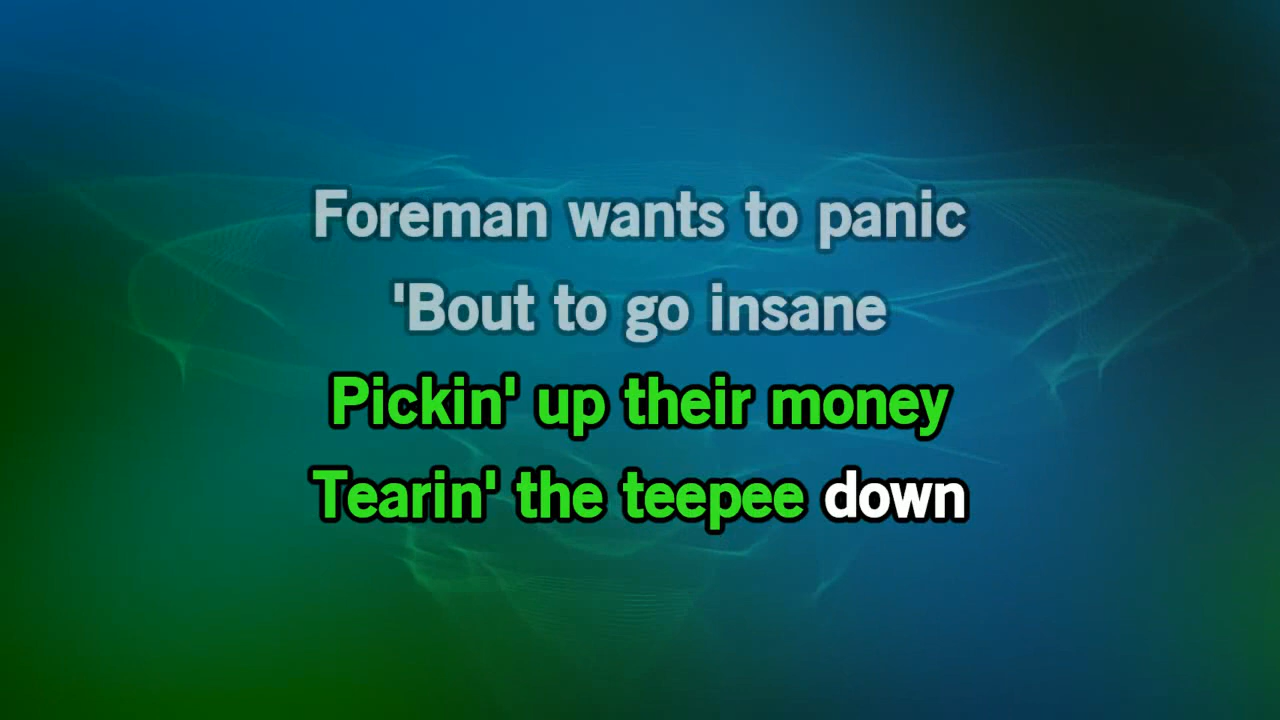 Foreman wants to panic
'Bout to go insane
Pickin' up their money
Tearin' the teepee down